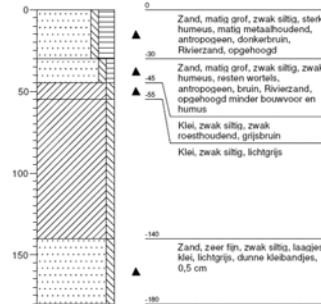 0
0
Zand, matig grof, zwak siltig, sterk
humeus, matig metaalhoudend,
antropogeen, donkerbruin,
Rivierzand, opgehoogd
-30
Zand, matig grof, zwak siltig, zwak
humeus, resten wortels,
antropogeen, bruin, Rivierzand,
opgehoogd minder bouwvoor en
humus
-45
50
-55
Klei, zwak siltig, zwak
roesthoudend, grijsbruin
Klei, zwak siltig, lichtgrijs
100
-140
Zand, zeer fijn, zwak siltig, laagjes
klei, lichtgrijs, dunne kleibandjes,
0,5 cm
150
-180